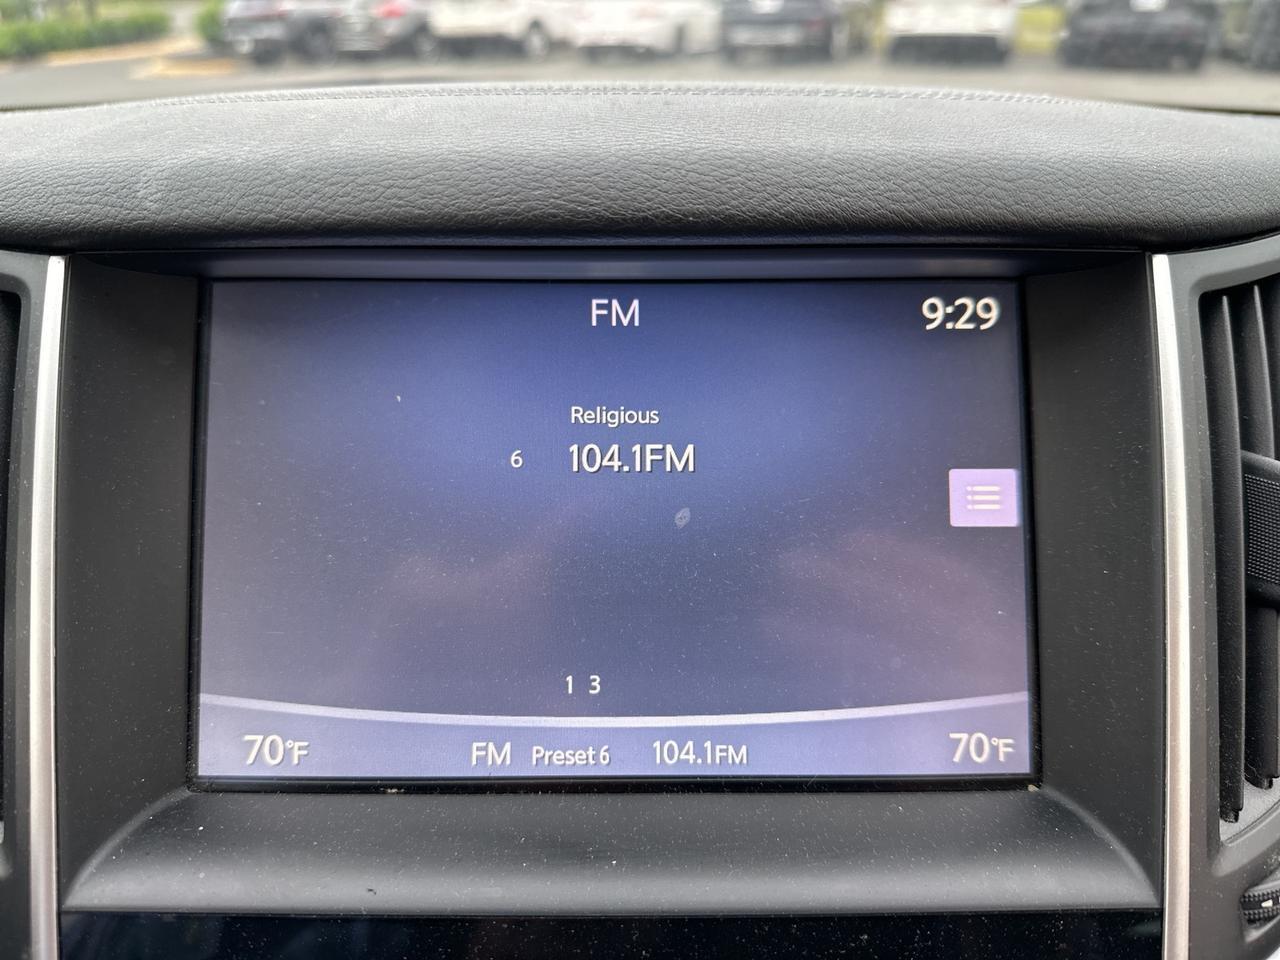 FM 9:29
Religious
6 104.1FM
1 3
70°F FM Preset 6 104.1FM 70°F